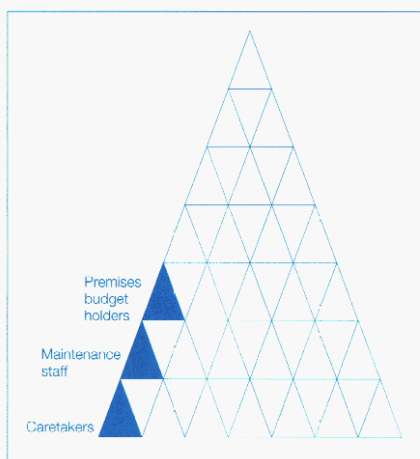 Premises
budget
holders
Maintenance
staff
Caretakers